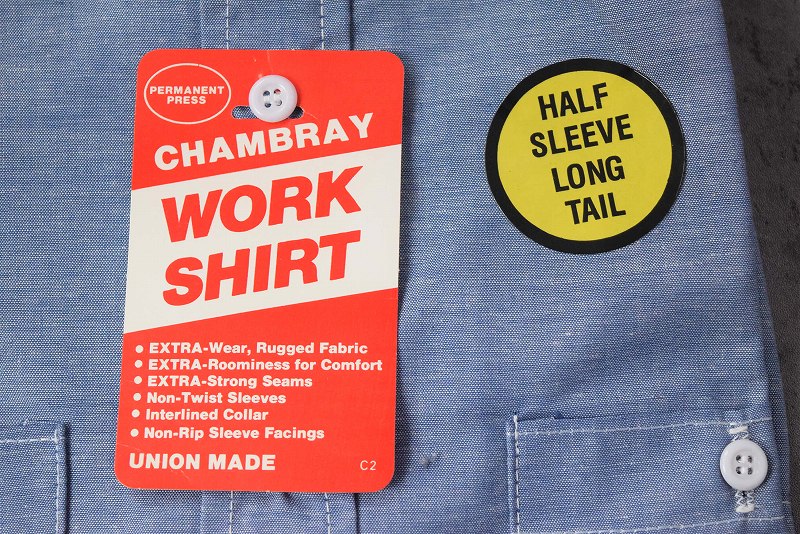 PERMANENT
PRESS
CHAMBRAY
WORK
SHIRT
• EXTRA-Wear, Rugged Fabric
• EXTRA-Roominess for Comfort
• EXTRA-Strong Seams
• Non-Twist Sleeves
• Interlined Collar
• Non-Rip Sleeve Facings
UNION MADE
C2
HALF
SLEEVE
LONG
TAIL